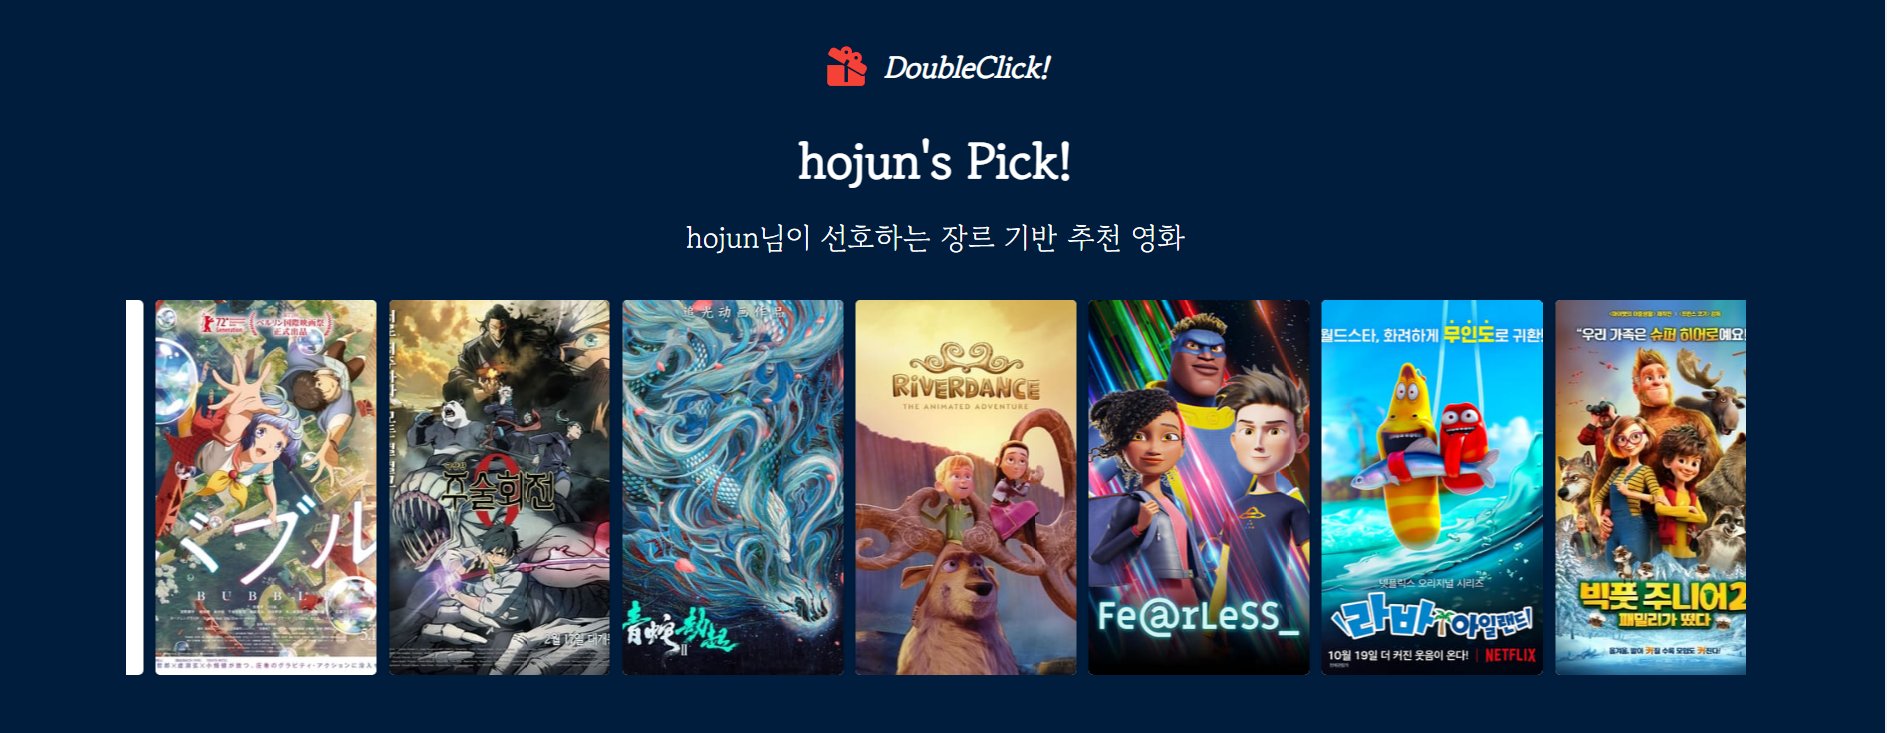 DoubleClick!
hojun's Pick!
hojun님이 선호하는 장르 기반 추천 영화
72
Generation
ベルリン国際映画祭
正式出品
バブル
BUBBLE
주술회전
0
2월 17일 대개
追光动画作品
青蛇劫起
II
RiVERDANCE
THE ANIMATED ADVENTURE
Fe@rLeSS_
월드스타, 화려하게 무인도로 귀환!
넷플릭스 오리지널 시리즈
라바 아일랜드
10월 19일 더 커진 웃음이 온다! NETFLIX
"우리 가족은 슈퍼 히어로예요!
빅풋 주니어2
패밀리가 떴다